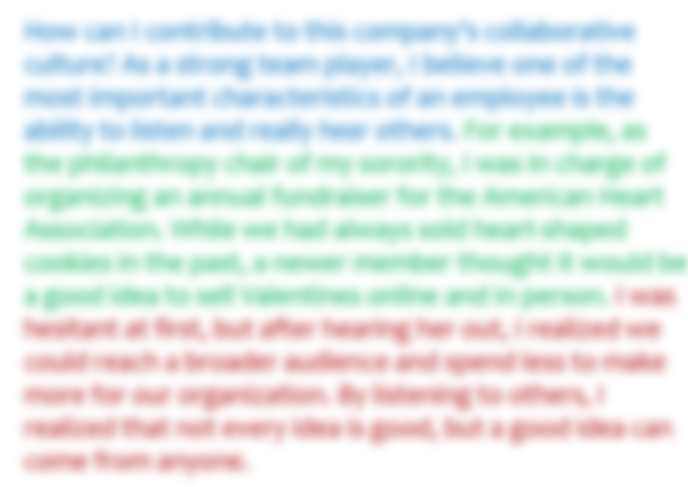 How can I contribute to this company's collaborative
culture? As a strong team player, I believe one of the
most important characteristics of an employee is the
ability to listen and really hear others. For example, as
the philanthropy chair of my sorority, I was in charge of
organizing an annual fundraiser for the American Heart
Association. While we had always sold heart-shaped
cookies in the past, a newer member thought it would be
a good idea to sell Valentines online and in person. I was
hesitant at first, but after hearing her out, I realized we
could reach a broader audience and spend less to make
more for our organization. By listening to others, I
realized that not every idea is good, but a good idea can
come from anyone.